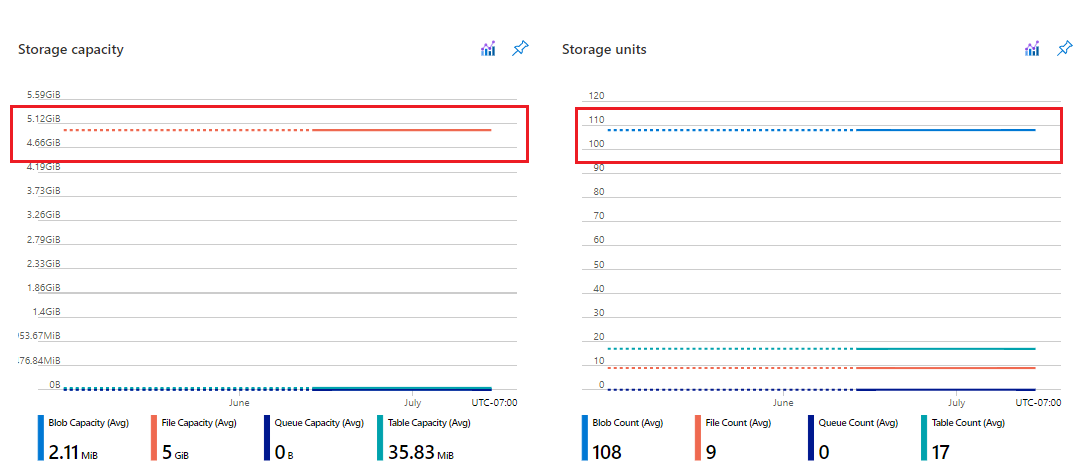 Storage capacity
5.59GiB
5.12GiB
4.66GiB
4.19GiB
3.73GiB
3.26GiB
2.79GiB
2.33GiB
1.86GiB
1.4GiB
953.67MiB
476.84MiB
0B
June
July
UTC-07:00
Blob Capacity (Avg)
2.11 MiB
File Capacity (Avg)
5 GiB
Queue Capacity (Avg)
0 B
Table Capacity (Avg)
35.83 MiB
Storage units
120
110
100
90
80
70
60
50
40
30
20
10
0
June
July
UTC-07:00
Blob Count (Avg)
108
File Count (Avg)
9
Queue Count (Avg)
0
Table Count (Avg)
17